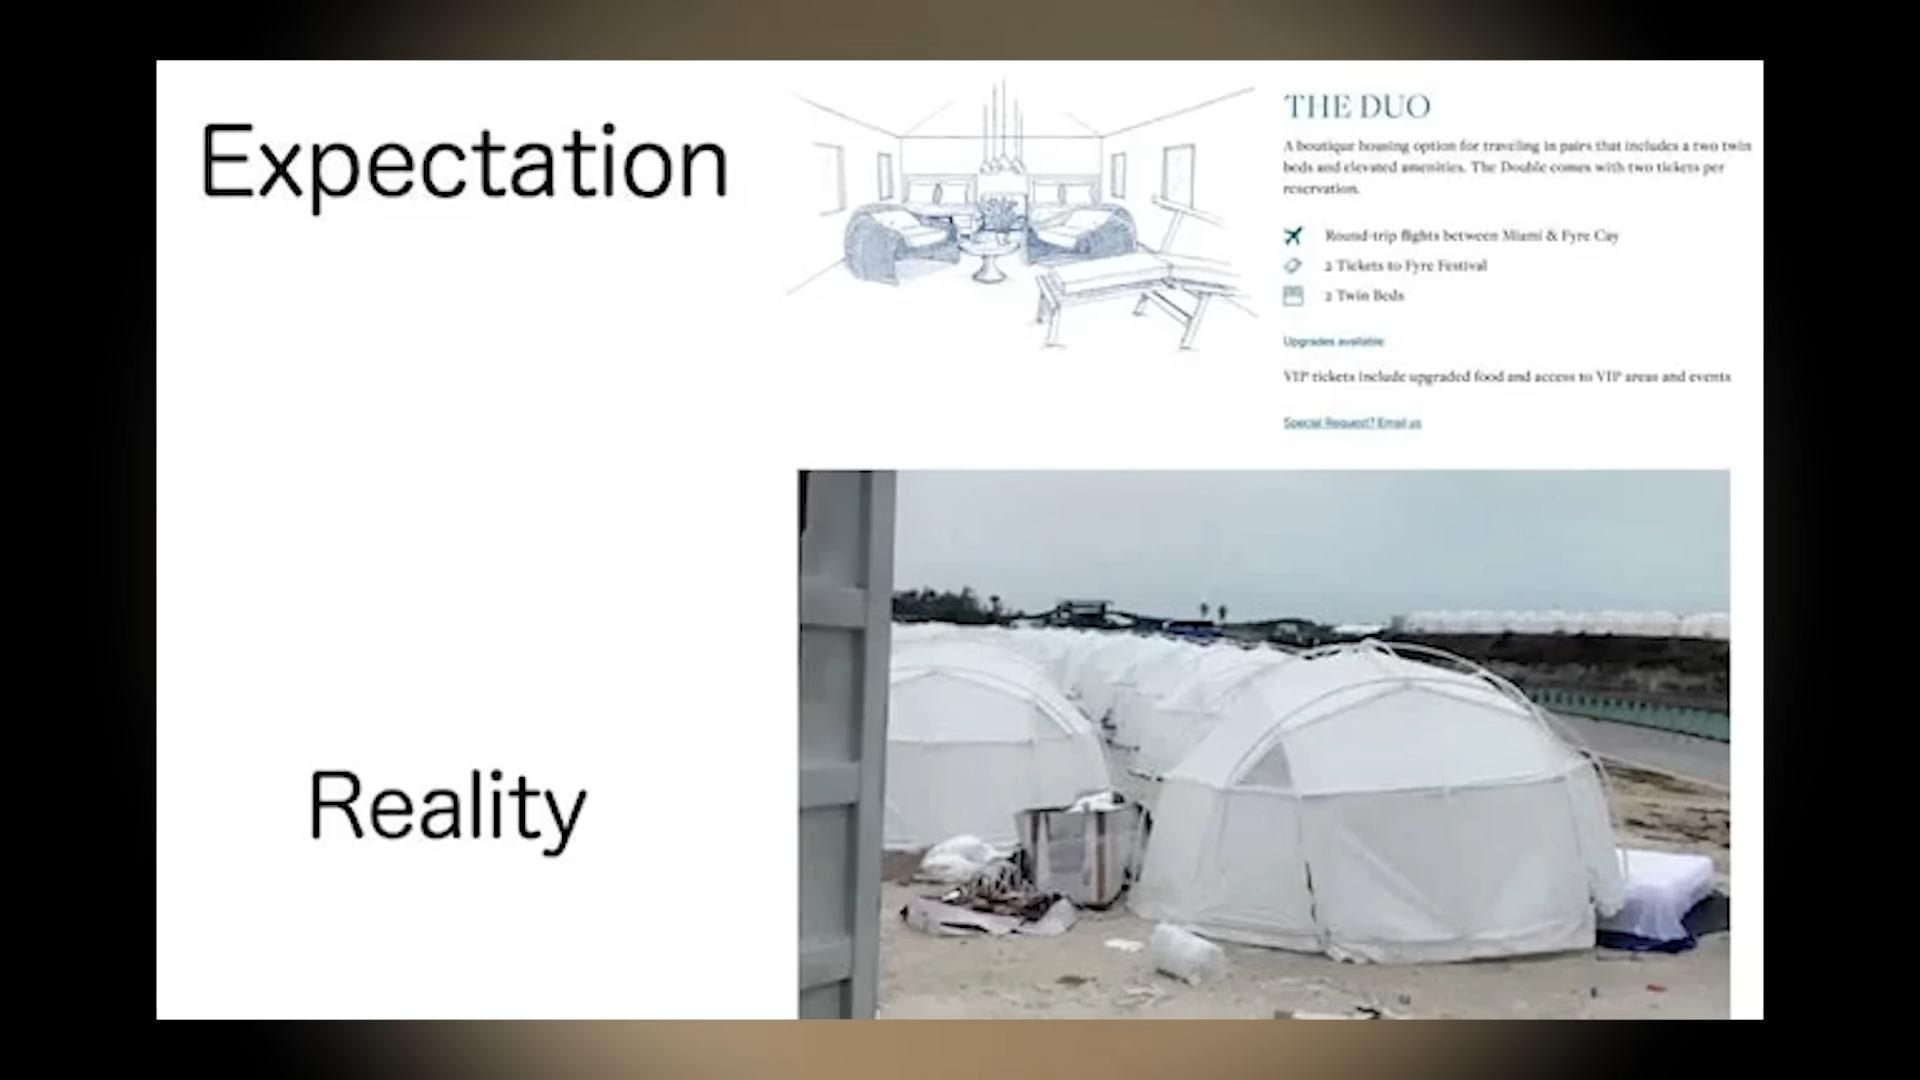 Expectation
THE DUO
A boutique housing option for traveling in pairs that includes a two twin
beds and elevated amenities. The Double comes with two tickets per
reservation.
Round-trip flights between Miami & Fyre Cay
2 Tickets to Fyre Festival
2 Twin Beds
Upgrades available
VIP tickets include upgraded food and access to VIP areas and events
Special Request? Email us
Reality